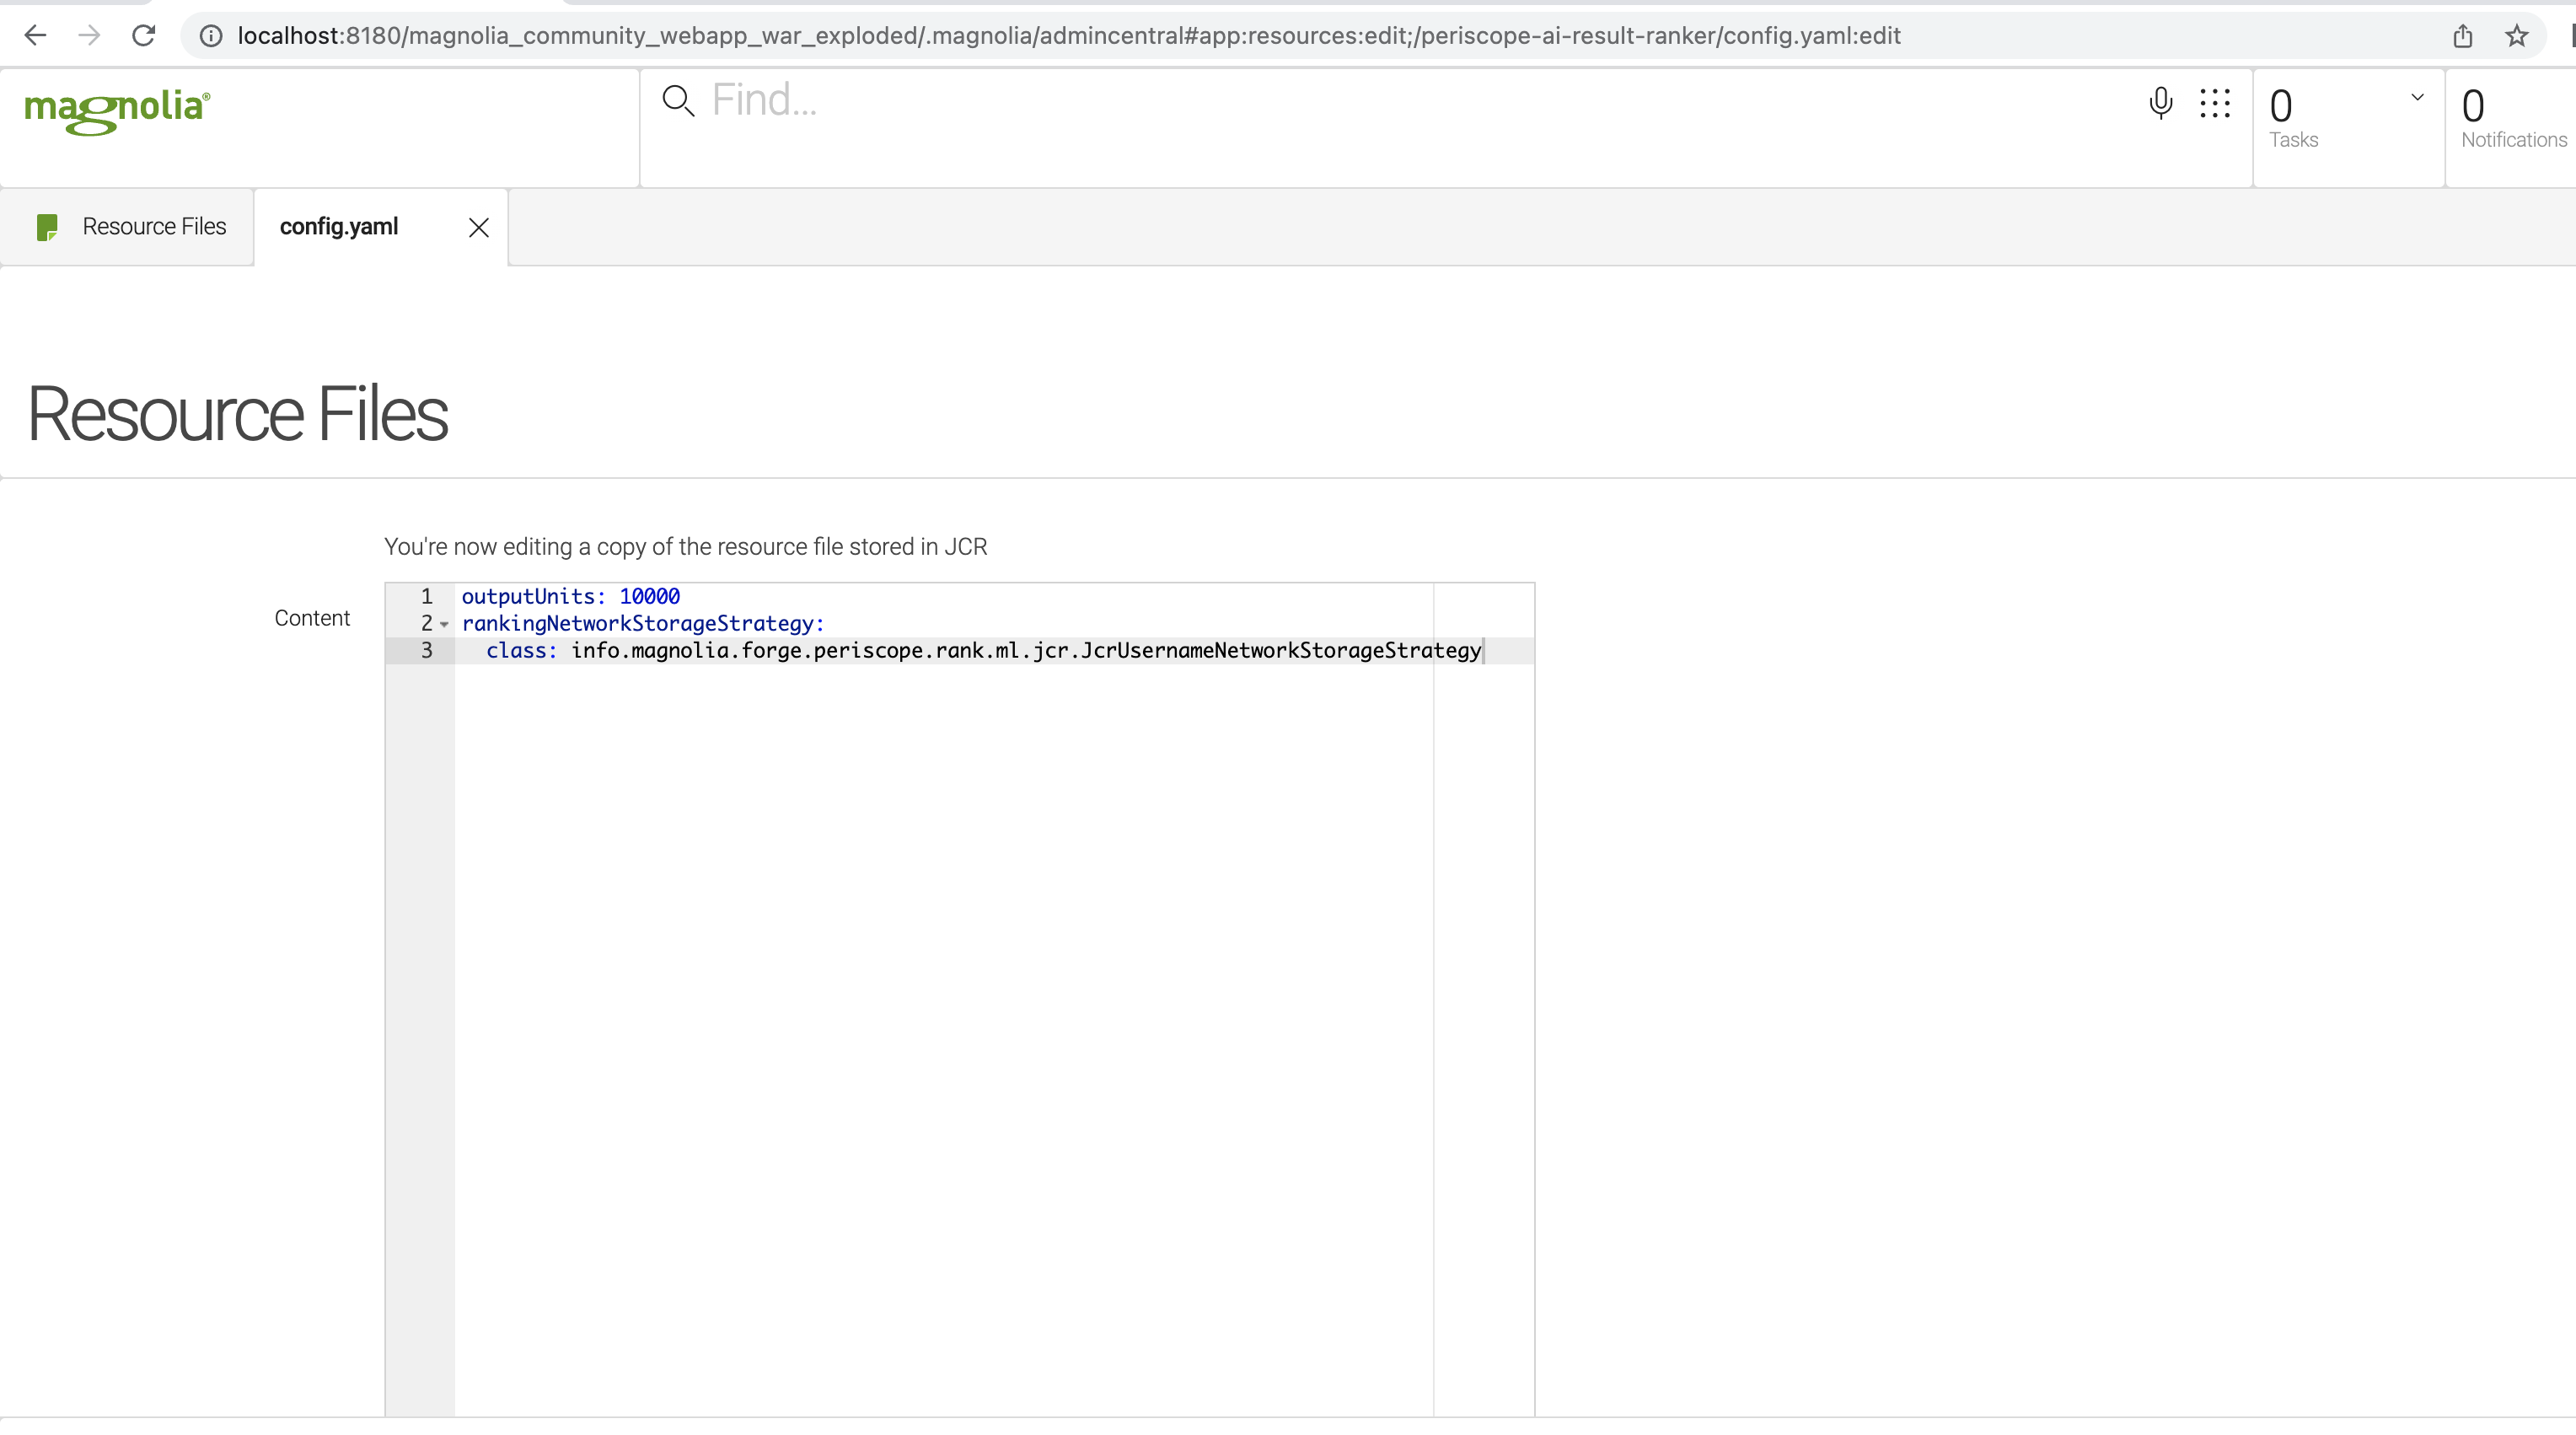 localhost:8180/magnolia_community_webapp_war_exploded/.magnolia/admincentral#app:resources:edit;/periscope-ai-result-ranker/config.yaml:edit
magnolia®
Find...
0
Tasks
0
Notifications
Resource Files
config.yaml
Resource Files
You're now editing a copy of the resource file stored in JCR
Content
1 outputUnits: 10000
2 rankingNetworkStorageStrategy:
3 class: info.magnolia.forge.periscope.rank.ml.jcr.JcrUsernameNetworkStorageStrategy